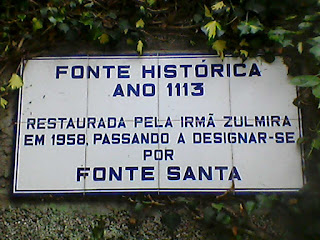 FONTE HISTÓRICA
ANO 1113
RESTAURADA PELA IRMÃ ZULMIRA
EM 1958, PASSANDO A DESIGNAR-SE
POR
FONTE SANTA